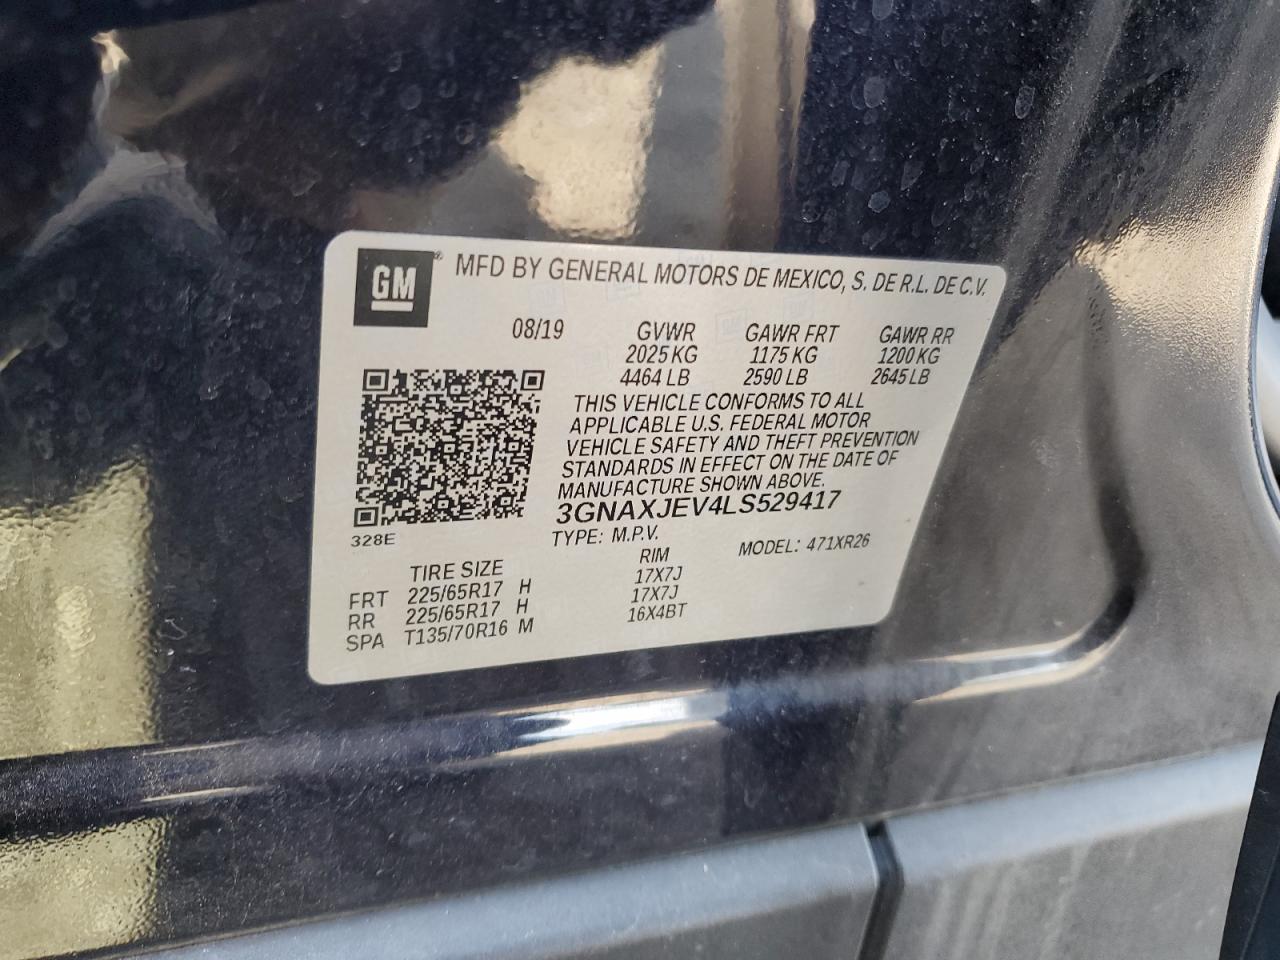 GM® MFD BY GENERAL MOTORS DE MEXICO, S. DE R.L. DE C.V.
08/19 GVWR GAWR FRT GAWR RR
2025 KG 1175 KG 1200 KG
4464 LB 2590 LB 2645 LB
THIS VEHICLE CONFORMS TO ALL
APPLICABLE U.S. FEDERAL MOTOR
VEHICLE SAFETY AND THEFT PREVENTION
STANDARDS IN EFFECT ON THE DATE OF
MANUFACTURE SHOWN ABOVE.
3GNAXJEV4LS529417
328E
TYPE: M.P.V. MODEL: 471XR26
TIRE SIZE RIM
FRT 225/65R17 H 17X7J
RR 225/65R17 H 17X7J
SPA T135/70R16 M 16X4BT